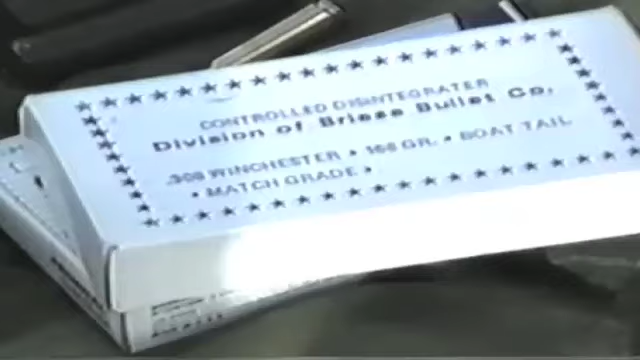 CONTROLLED DISINTEGRATER
Division of Briese Bullet Co.
.308 WINCHESTER • 168 GR. • BOAT TAIL
• MATCH GRADE •